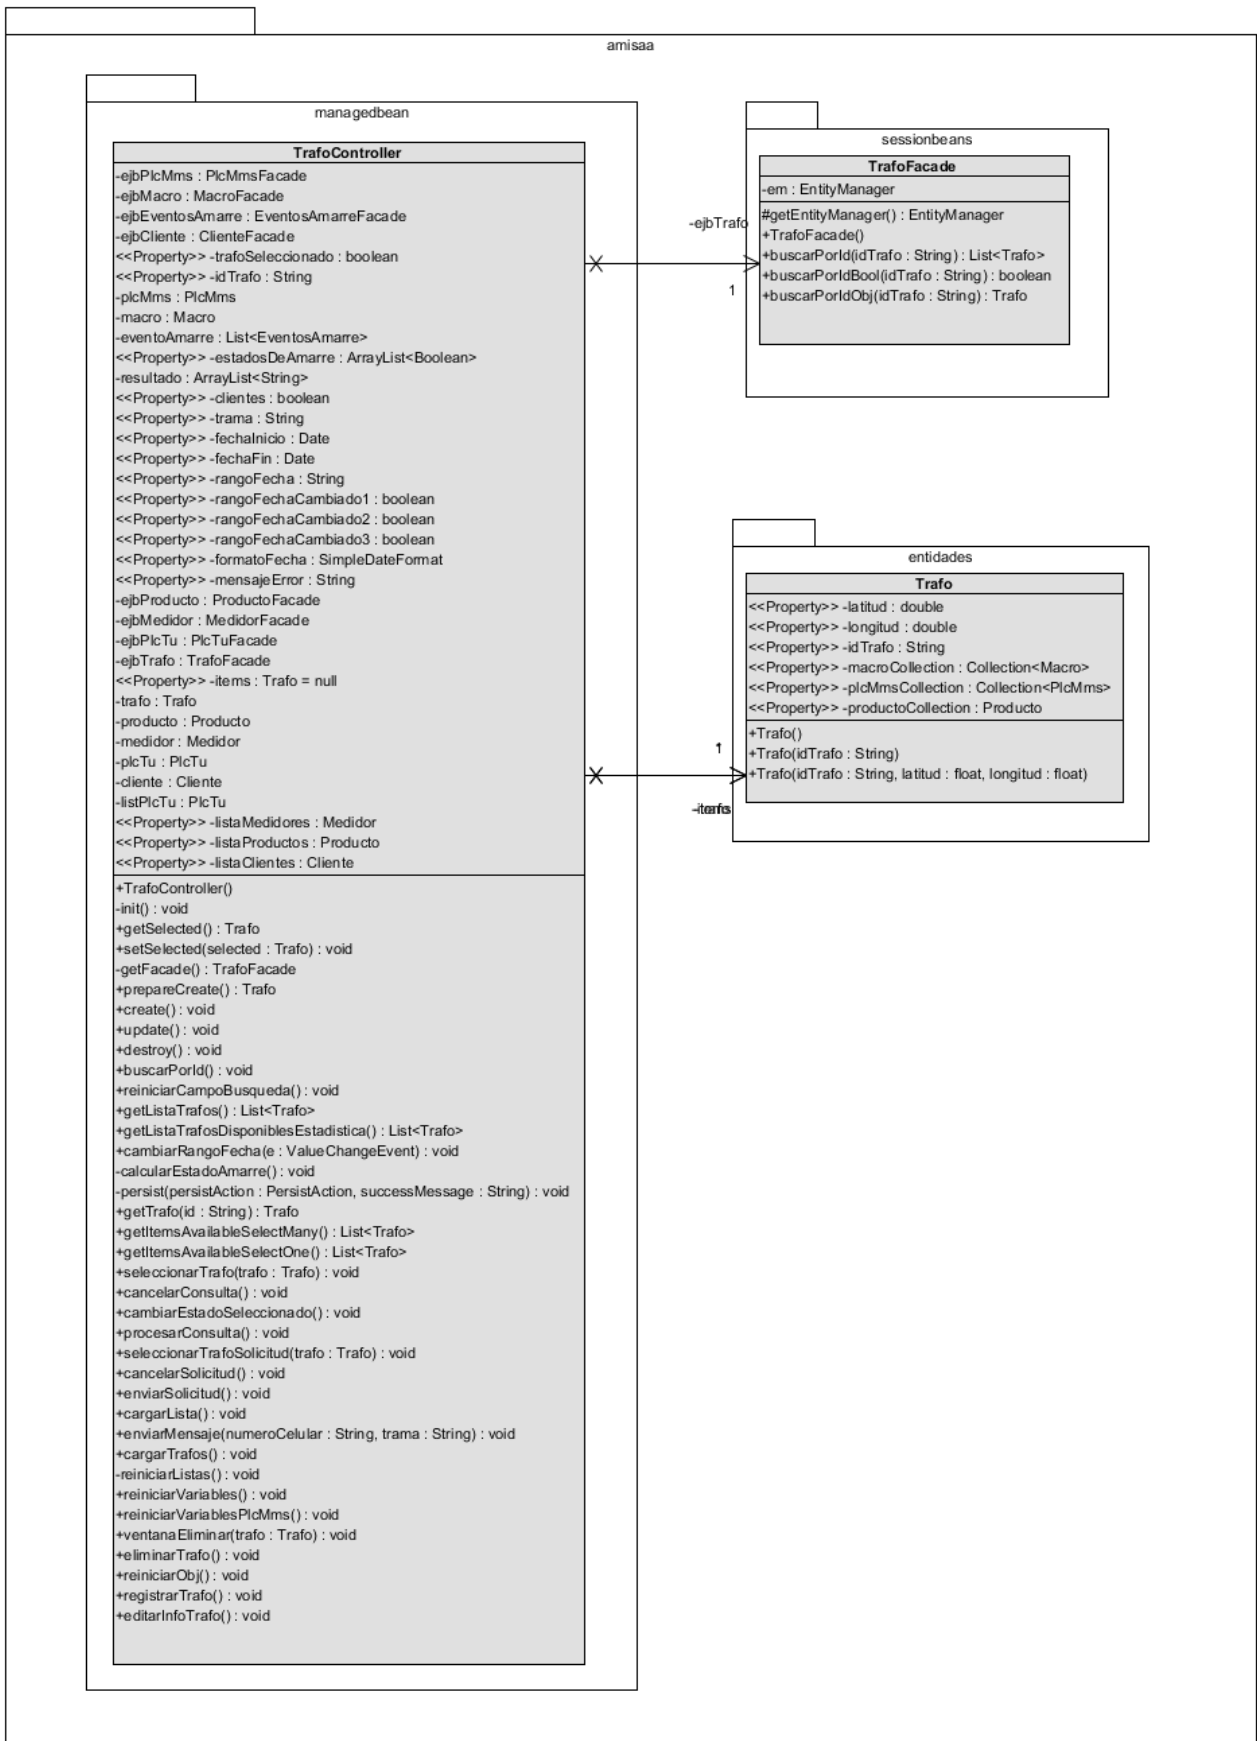 amisaa
managedbean
TrafoController
-ejbPlcMms : PlcMmsFacade
-ejbMacro : MacroFacade
-ejbEventosAmarre : EventosAmarreFacade
-ejbCliente : ClienteFacade
<<Property>> -trafoSeleccionado : boolean
<<Property>> -idTrafo : String
-plcMms : PlcMms
-macro : Macro
-eventoAmarre : List<EventosAmarre>
<<Property>> -estadosDeAmarre : ArrayList<Boolean>
-resultado : ArrayList<String>
<<Property>> -clientes : boolean
<<Property>> -trama : String
<<Property>> -fechaInicio : Date
<<Property>> -fechaFin : Date
<<Property>> -rangoFecha : String
<<Property>> -rangoFechaCambiado1 : boolean
<<Property>> -rangoFechaCambiado2 : boolean
<<Property>> -rangoFechaCambiado3 : boolean
<<Property>> -formatoFecha : SimpleDateFormat
<<Property>> -mensajeError : String
-ejbProducto : ProductoFacade
-ejbMedidor : MedidorFacade
-ejbPlcTu : PlcTuFacade
-ejbTrafo : TrafoFacade
<<Property>> -items : Trafo = null
-trafo : Trafo
-producto : Producto
-medidor : Medidor
-plcTu : PlcTu
-cliente : Cliente
-listPlcTu : PlcTu
<<Property>> -listaMedidores : Medidor
<<Property>> -listaProductos : Producto
<<Property>> -listaClientes : Cliente
+TrafoController()
-init() : void
+getSelected() : Trafo
+setSelected(selected : Trafo) : void
-getFacade() : TrafoFacade
+prepareCreate() : Trafo
+create() : void
+update() : void
+destroy() : void
+buscarPorId() : void
+reiniciarCampoBusqueda() : void
+getListaTrafos() : List<Trafo>
+getListaTrafosDisponiblesEstadistica() : List<Trafo>
+cambiarRangoFecha(e : ValueChangeEvent) : void
-calcularEstadoAmarre() : void
-persist(persistAction : PersistAction, successMessage : String) : void
+getTrafo(id : String) : Trafo
+getItemsAvailableSelectMany() : List<Trafo>
+getItemsAvailableSelectOne() : List<Trafo>
+seleccionarTrafo(trafo : Trafo) : void
+cancelarConsulta() : void
+cambiarEstadoSeleccionado() : void
+procesarConsulta() : void
+seleccionarTrafoSolicitud(trafo : Trafo) : void
+cancelarSolicitud() : void
+enviarSolicitud() : void
+cargarLista() : void
+enviarMensaje(numeroCelular : String, trama : String) : void
+cargarTrafos() : void
-reiniciarListas() : void
+reiniciarVariables() : void
+reiniciarVariablesPlcMms() : void
+ventanaEliminar(trafo : Trafo) : void
+eliminarTrafo() : void
+reiniciarObj() : void
+registrarTrafo() : void
+editarInfoTrafo() : void
-ejbTrafo
1
sessionbeans
TrafoFacade
-em : EntityManager
#getEntityManager() : EntityManager
+TrafoFacade()
+buscarPorId(idTrafo : String) : List<Trafo>
+buscarPorIdBool(idTrafo : String) : boolean
+buscarPorIdObj(idTrafo : String) : Trafo
entidades
Trafo
<<Property>> -latitud : double
<<Property>> -longitud : double
<<Property>> -idTrafo : String
<<Property>> -macroCollection : Collection<Macro>
<<Property>> -plcMmsCollection : Collection<PlcMms>
<<Property>> -productoCollection : Producto
+Trafo()
+Trafo(idTrafo : String)
+Trafo(idTrafo : String, latitud : float, longitud : float)